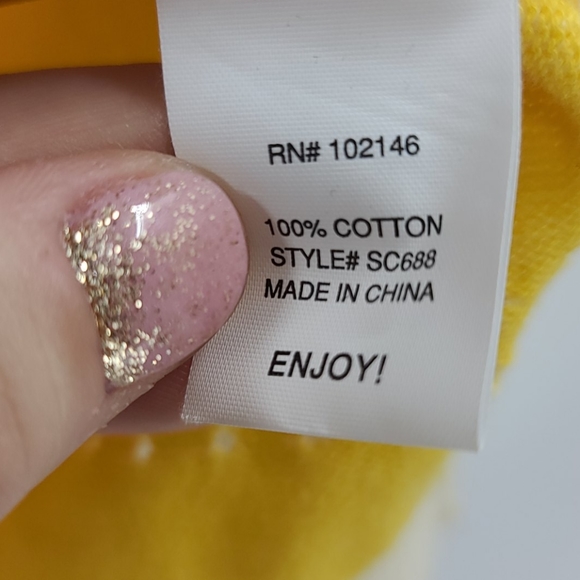 RN# 102146
100% COTTON
STYLE# SC688
MADE IN CHINA
ENJOY!